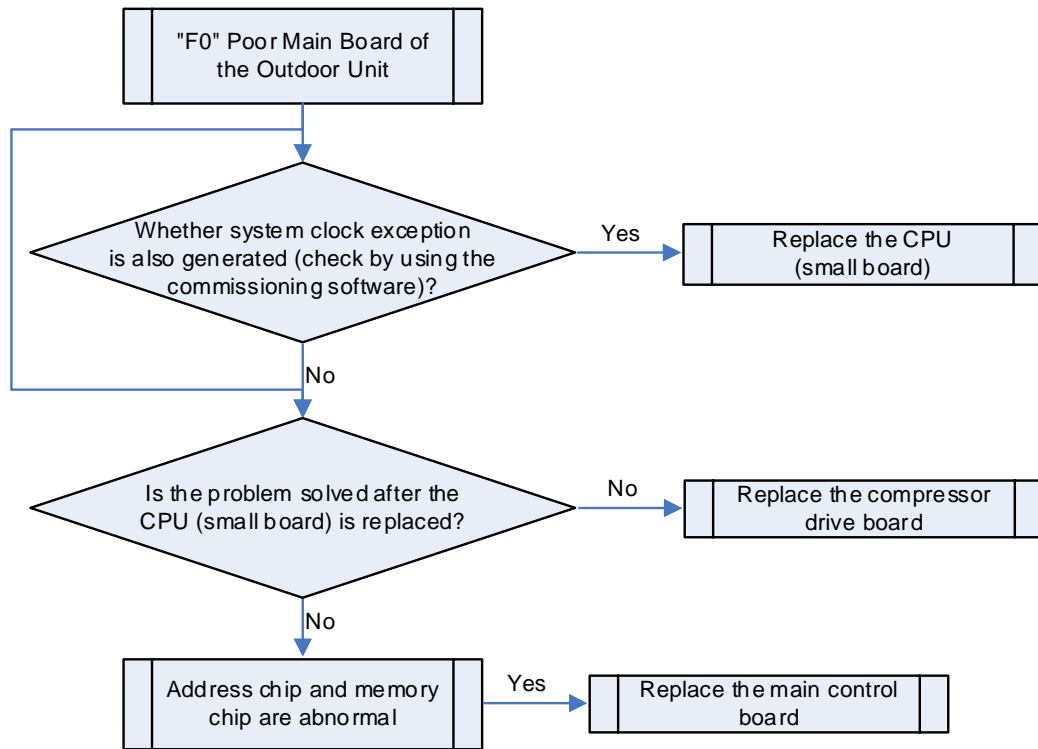 "F0" Poor Main Board of
the Outdoor Unit
Whether system clock exception
is also generated (check by using the
commissioning software)?
Yes
Replace the CPU
(small board)
No
Is the problem solved after the
CPU (small board) is replaced?
No
Replace the compressor
drive board
No
Address chip and memory
chip are abnormal
Yes
Replace the main control
board